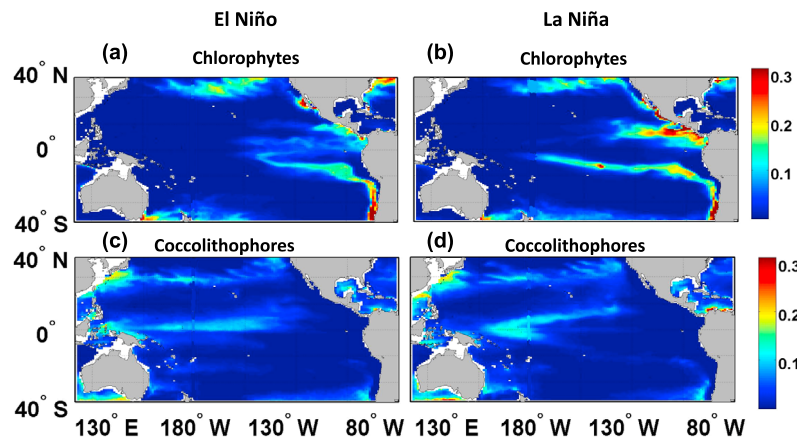 El Niño La Niña
(a) Chlorophytes (b) Chlorophytes
40° N
0°
40° S
0.3
0.2
0.1
(c) Coccolithophores (d) Coccolithophores
40° N
0°
40° S
0.3
0.2
0.1
130° E 180° W 130° W 80° W 130° E 180° W 130° W 80° W